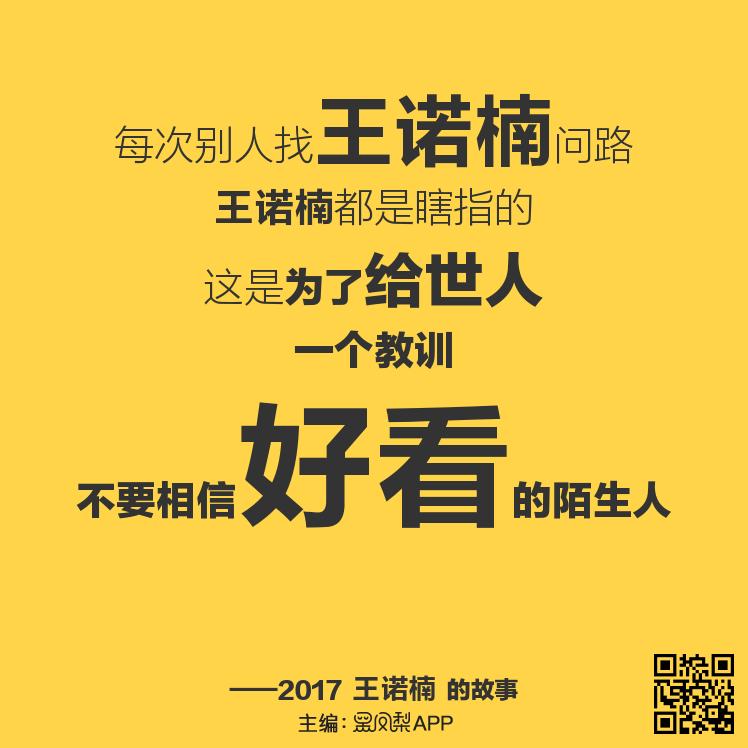 每次别人找王诺楠问路
王诺楠都是瞎指的
这是为了给世人
一个教训
不要相信好看的陌生人
——2017 王诺楠 的故事
主编：凤梨APP